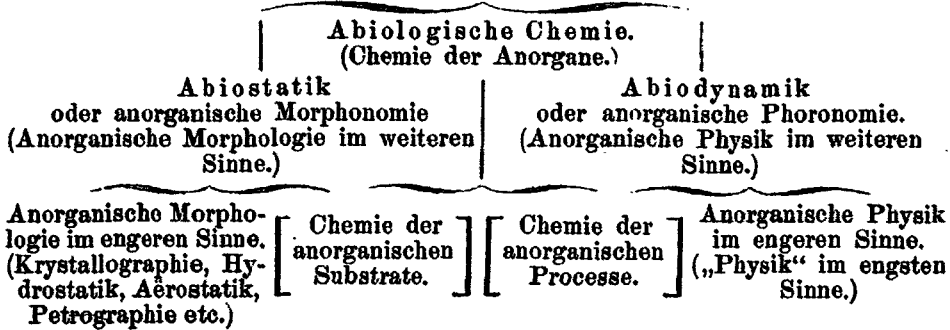 Abiologische Chemie.
(Chemie der Anorgane.)
Abiostatik
oder anorganische Morphonomie
(Anorganische Morphologie im weiteren
Sinne.)
Abiodynamik
oder anorganische Phoronomie.
(Anorganische Physik im weiteren
Sinne.)
Anorganische Morpho-
logie im engeren Sinne.
(Krystallographie, Hy-
drostatik, Aërostatik,
Petrographie etc.)
[ Chemie der
anorganischen
Substrate. ]
[ Chemie der
anorganischen
Processe. ]
Anorganische Physik
im engeren Sinne.
(„Physik“ im engsten
Sinne.)